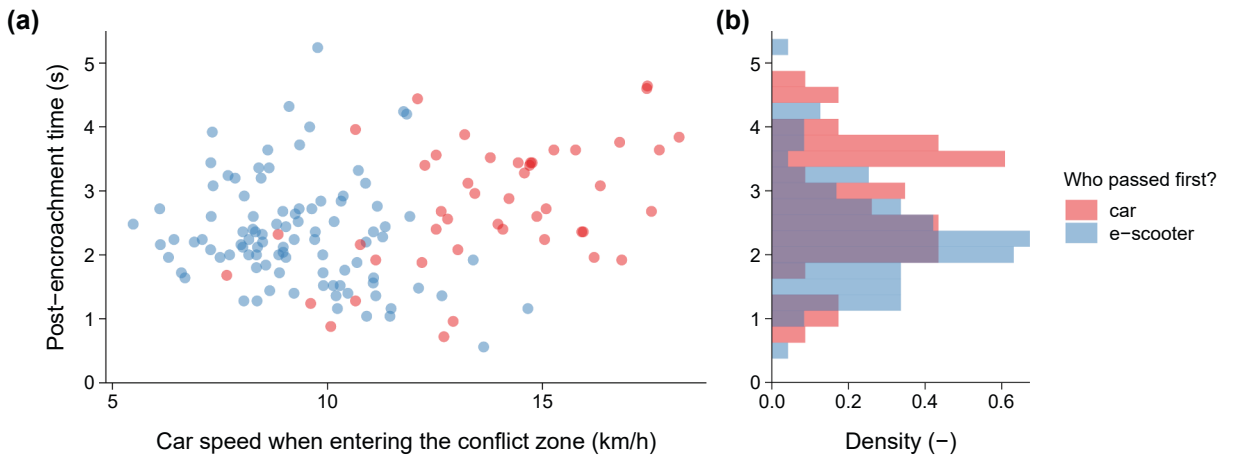 (a)
Post−encroachment time (s)
5
4
3
2
1
0
5 10 15
Car speed when entering the conflict zone (km/h)
(b)
5
4
3
2
1
0
0.0 0.2 0.4 0.6
Density (−)
Who passed first?
car
e−scooter